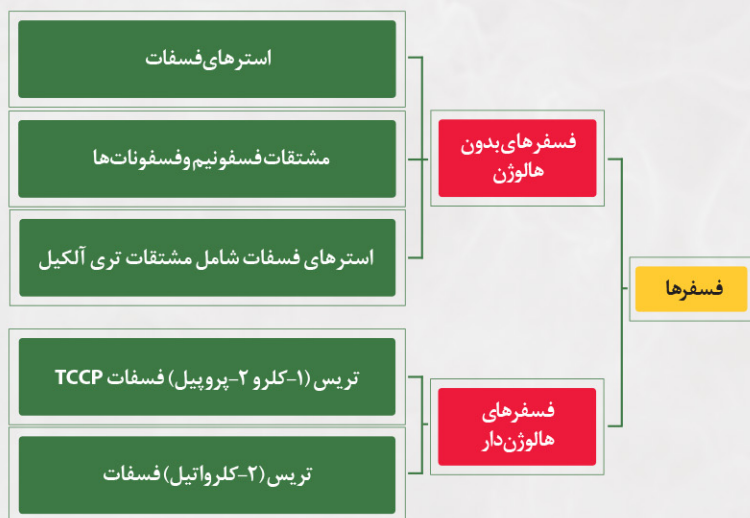 فسفرها
فسفرهای بدون
هالوژن
استرهای فسفات
مشتقات فسفونیم وفسفونات‌ها
استرهای فسفات شامل مشتقات تری آلکیل
فسفرهای
هالوژن‌دار
تریس (۱-کلرو ۲-پروپیل) فسفات TCCP
تریس (۲-کلرواتیل) فسفات